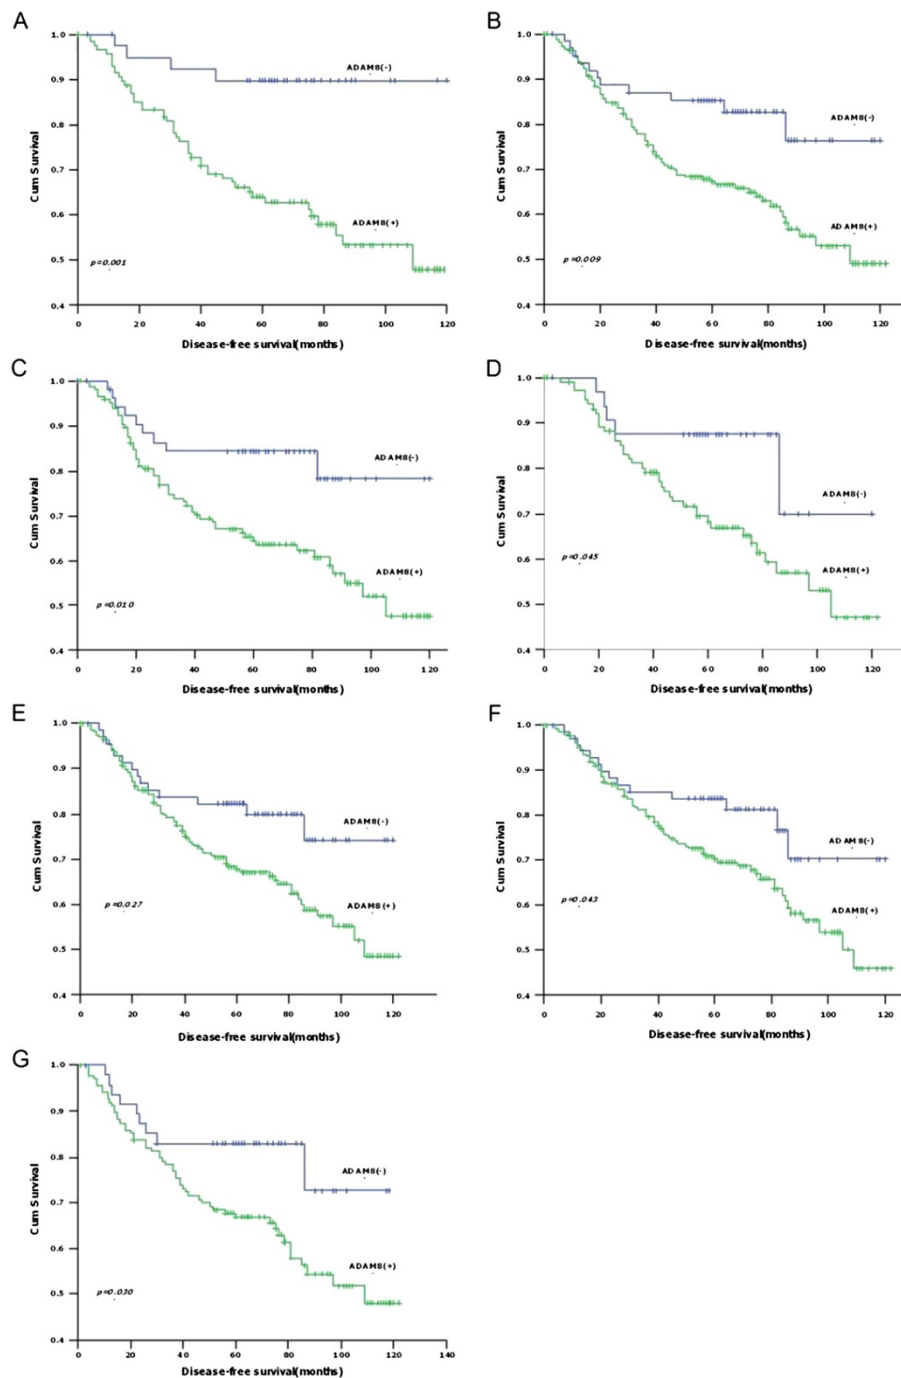 A
1.0
0.9
0.8
0.7
0.6
0.5
0.4
Cum Survival
ADAM8(-)
ADAM8(+)
p=0.001
0 20 40 60 80 100 120
Disease-free survival(months)
B
1.0
0.9
0.8
0.7
0.6
0.5
0.4
Cum Survival
ADAM8(-)
ADAM8(+)
p=0.009
0 20 40 60 80 100 120
Disease-free survival(months)
C
1.0
0.9
0.8
0.7
0.6
0.5
0.4
Cum Survival
ADAM8(-)
ADAM8(+)
p=0.010
0 20 40 60 80 100 120
Disease-free survival(months)
D
1.0
0.9
0.8
0.7
0.6
0.5
0.4
Cum Survival
ADAM8(-)
ADAM8(+)
p=0.045
0 20 40 60 80 100 120
Disease-free survival(months)
E
1.0
0.9
0.8
0.7
0.6
0.5
0.4
Cum Survival
ADAM8(-)
ADAM8(+)
p=0.027
0 20 40 60 80 100 120
Disease-free survival(months)
F
1.0
0.9
0.8
0.7
0.6
0.5
0.4
Cum Survival
ADAM8(-)
ADAM8(+)
p=0.043
0 20 40 60 80 100 120
Disease-free survival(months)
G
1.0
0.9
0.8
0.7
0.6
0.5
0.4
Cum Survival
ADAM8(-)
ADAM8(+)
p=0.030
0 20 40 60 80 100 120 140
Disease-free survival(months)